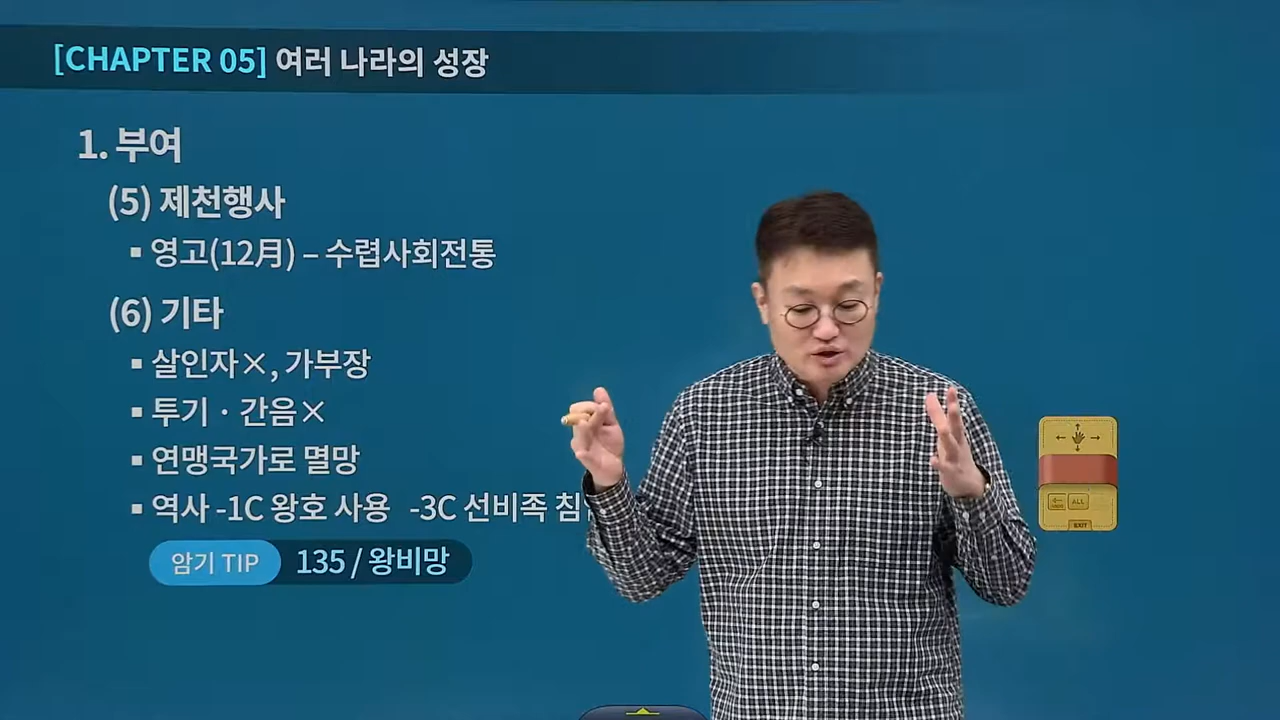 [CHAPTER 05] 여러 나라의 성장
1. 부여
(5) 제천행사
▪ 영고(12月) – 수렵사회전통
(6) 기타
▪ 살인자×, 가부장
▪ 투기 · 간음×
▪ 연맹국가로 멸망
▪ 역사 -1C 왕호 사용 -3C 선비족
암기 TIP 135 / 왕비망
ALL
EXIT